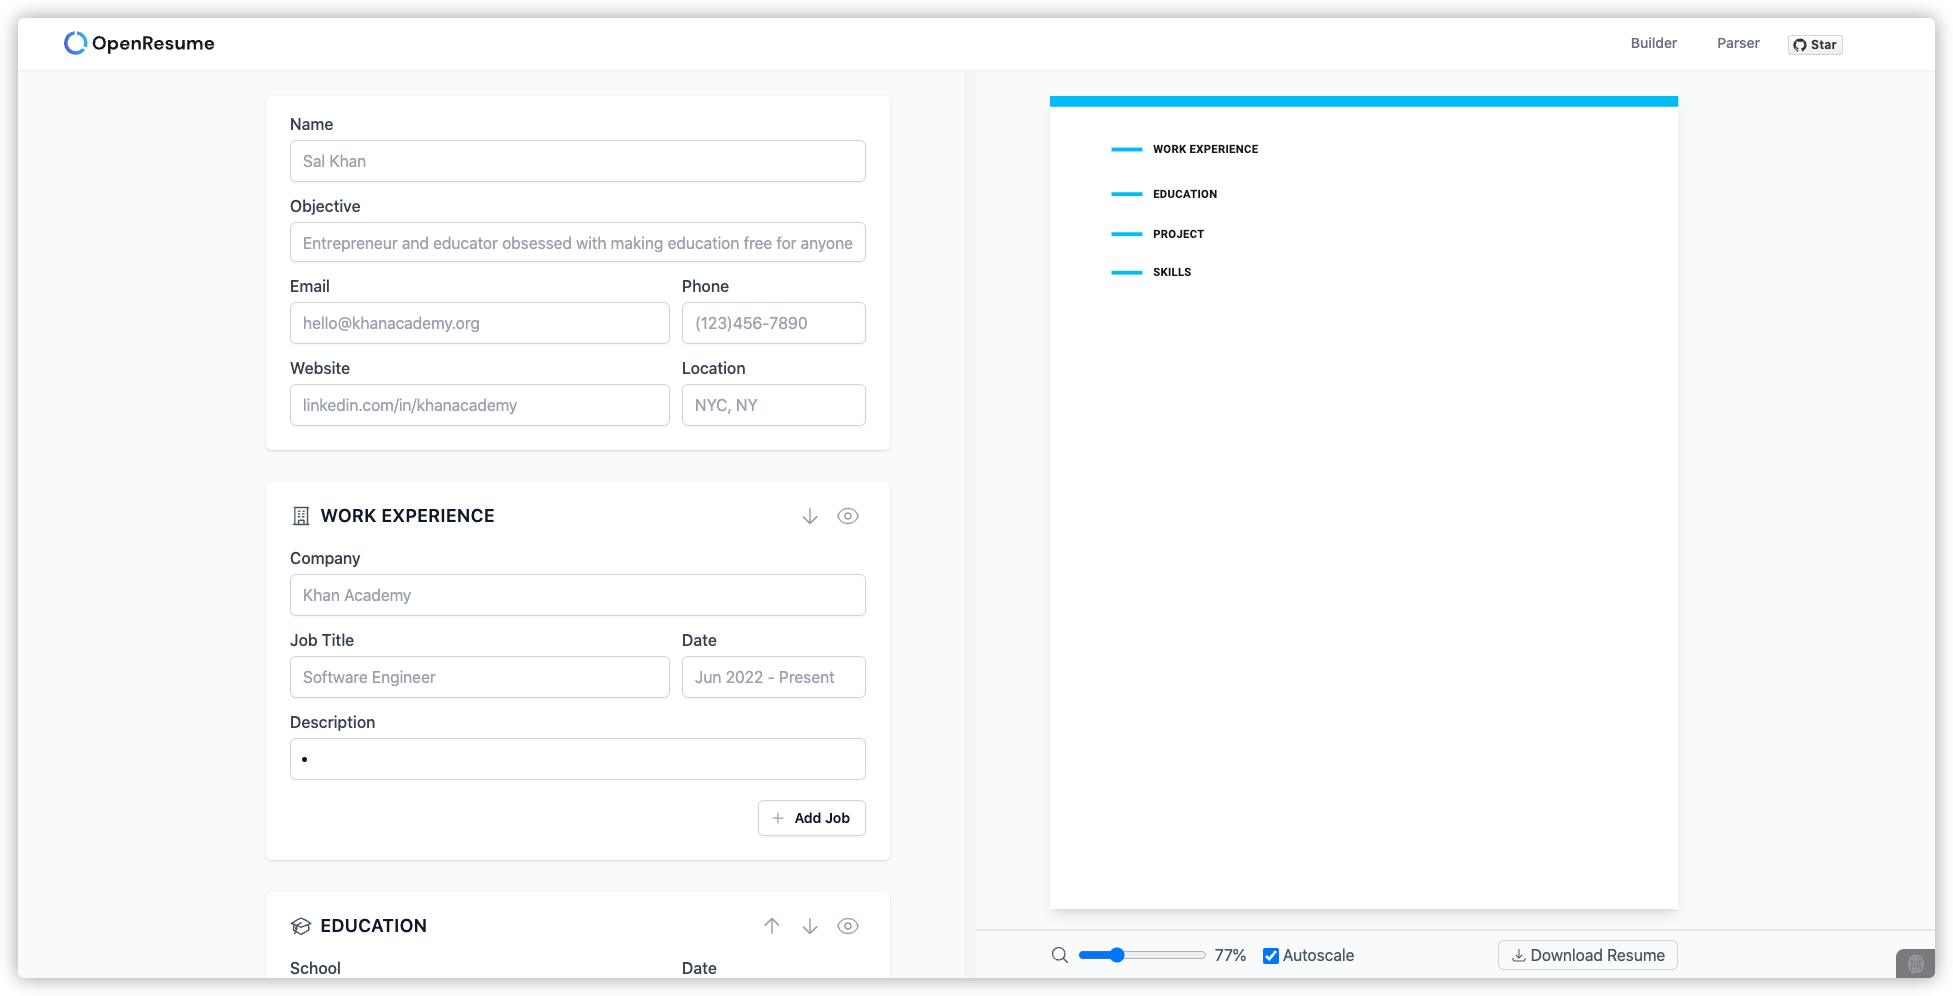 OpenResume
Builder
Parser
Star
Name
Sal Khan
Objective
Entrepreneur and educator obsessed with making education free for anyone
Email
Phone
hello@khanacademy.org
(123)456-7890
Website
Location
linkedin.com/in/khanacademy
NYC, NY
WORK EXPERIENCE
Company
Khan Academy
Job Title
Date
Software Engineer
Jun 2022 - Present
Description
•
Add Job
EDUCATION
School
Date
WORK EXPERIENCE
EDUCATION
PROJECT
SKILLS
77%
Autoscale
Download Resume